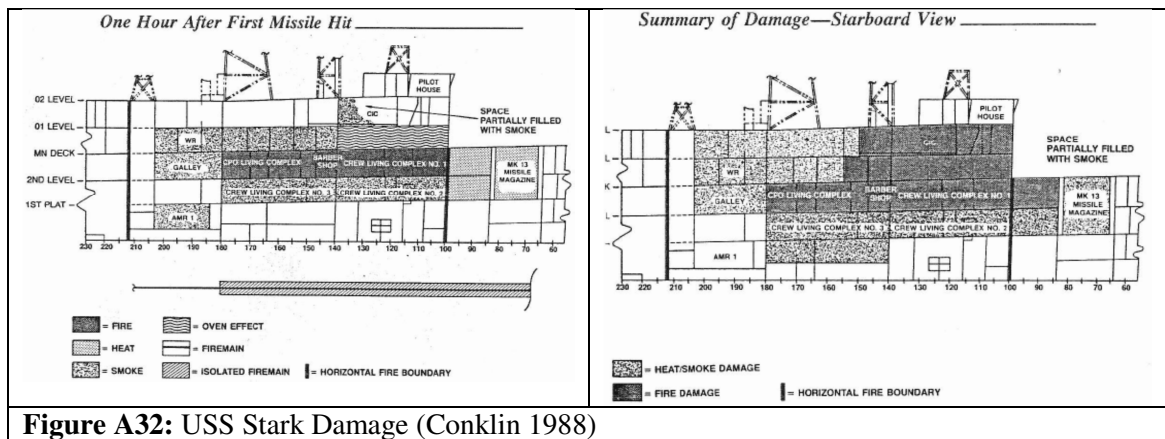 One Hour After First Missile Hit
PILOT
HOUSE
02 LEVEL
CIC
SPACE
PARTIALLY FILLED
WITH SMOKE
01 LEVEL
WR
MN DECK
GALLEY
CPO LIVING COMPLEX
BARBER
SHOP
CREW LIVING COMPLEX NO. 1
MK 13
MISSILE
MAGAZINE
2ND LEVEL
CREW LIVING COMPLEX NO. 3
CREW LIVING COMPLEX NO. 2
1ST PLAT
AMR 1
230 220 210 200 190 180 170 160 150 140 130 120 110 100 90 80 70 60
= FIRE
= OVEN EFFECT
= HEAT
= FIREMAIN
= SMOKE
= ISOLATED FIREMAIN
= HORIZONTAL FIRE BOUNDARY
Summary of Damage—Starboard View
PILOT
HOUSE
L
CIC
SPACE
PARTIALLY FILLED
WITH SMOKE
L
WR
K
GALLEY
CPO LIVING COMPLEX
BARBER
SHOP
CREW LIVING COMPLEX NO.
MK 13
MISSILE
MAGAZINE
L
CREW LIVING COMPLEX NO. 3
CREW LIVING COMPLEX NO. 2
AMR 1
230 220 210 200 190 180 170 160 150 140 130 120 110 100 90 80 70 60
= HEAT/SMOKE DAMAGE
= FIRE DAMAGE
= HORIZONTAL FIRE BOUNDARY
Figure A32: USS Stark Damage (Conklin 1988)